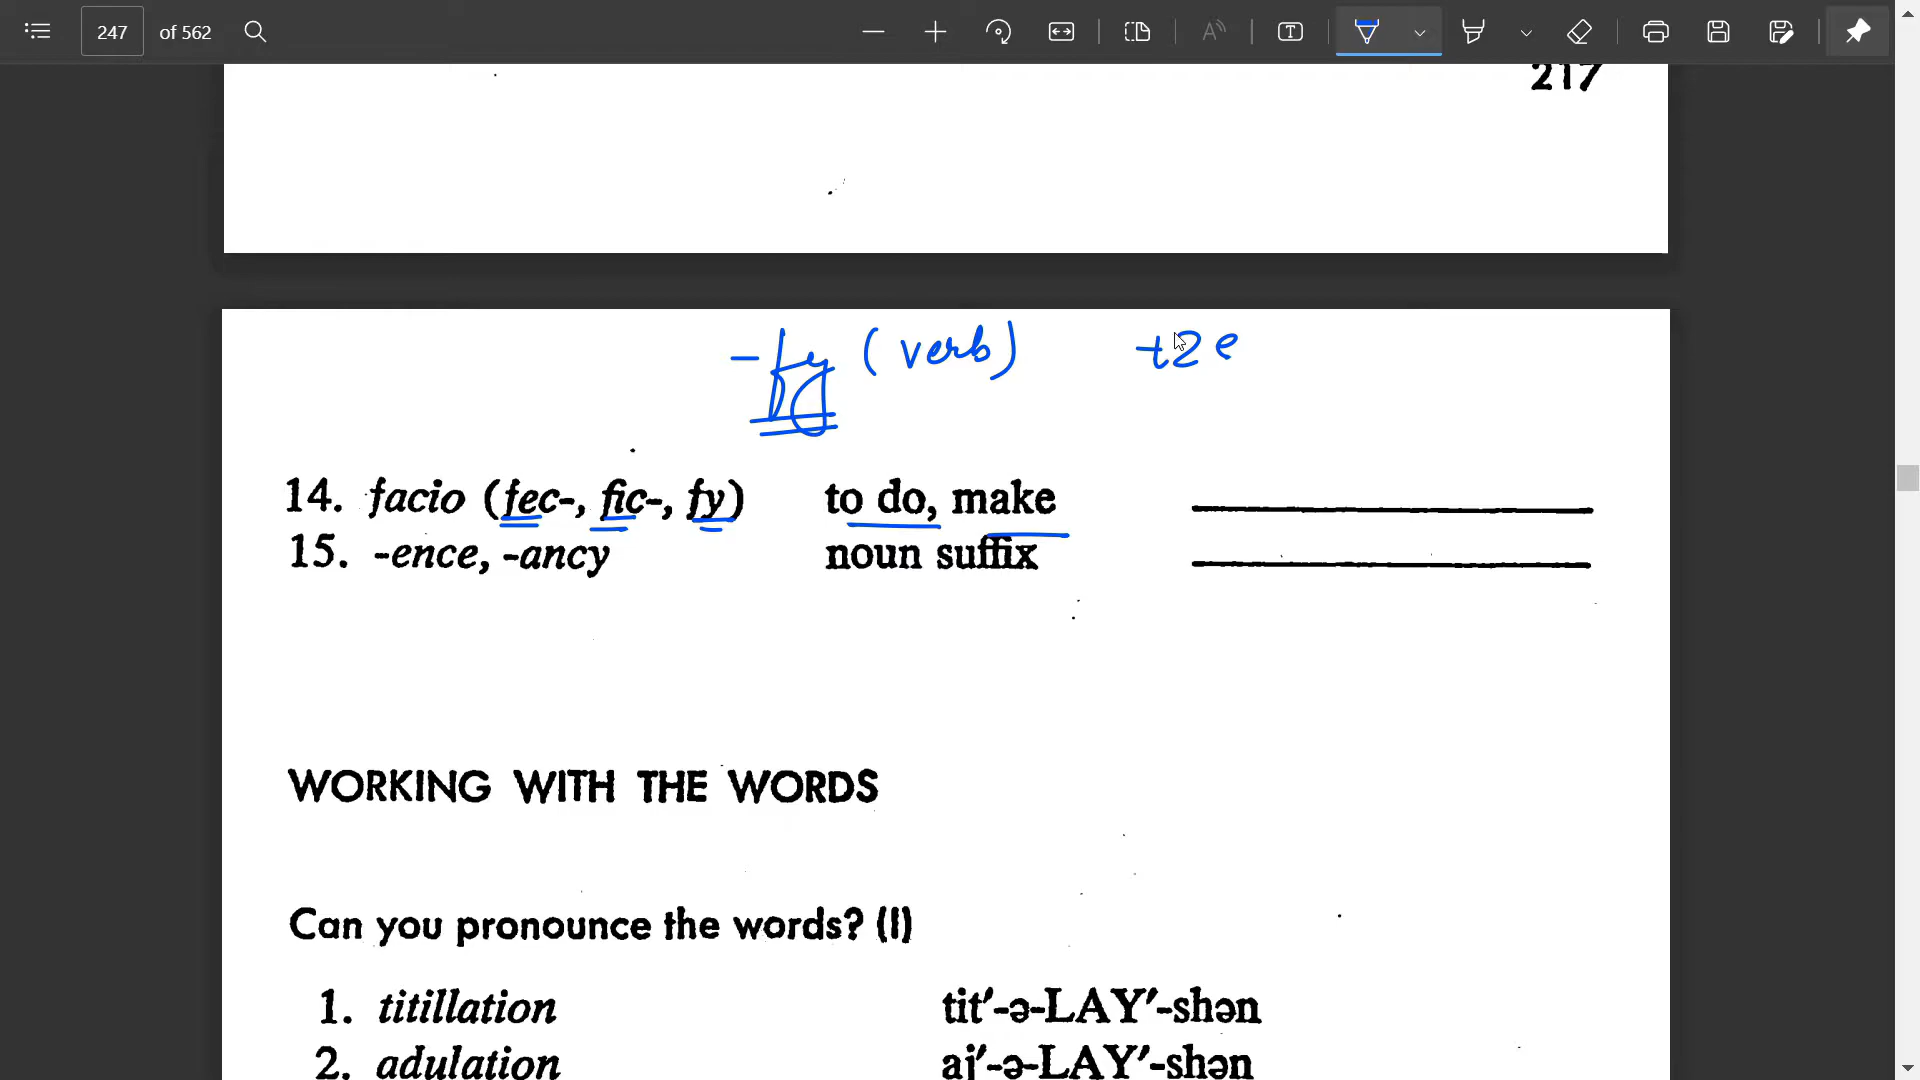 247 of 562
217
-fy (verb)
14. facio (fec-, fic-, fy) to do, make
15. -ence, -ancy noun suffix
WORKING WITH THE WORDS
Can you pronounce the words? (I)
1. titillation tit′-ə-LAY′-shən
2. adulation aj′-ə-LAY′-shən